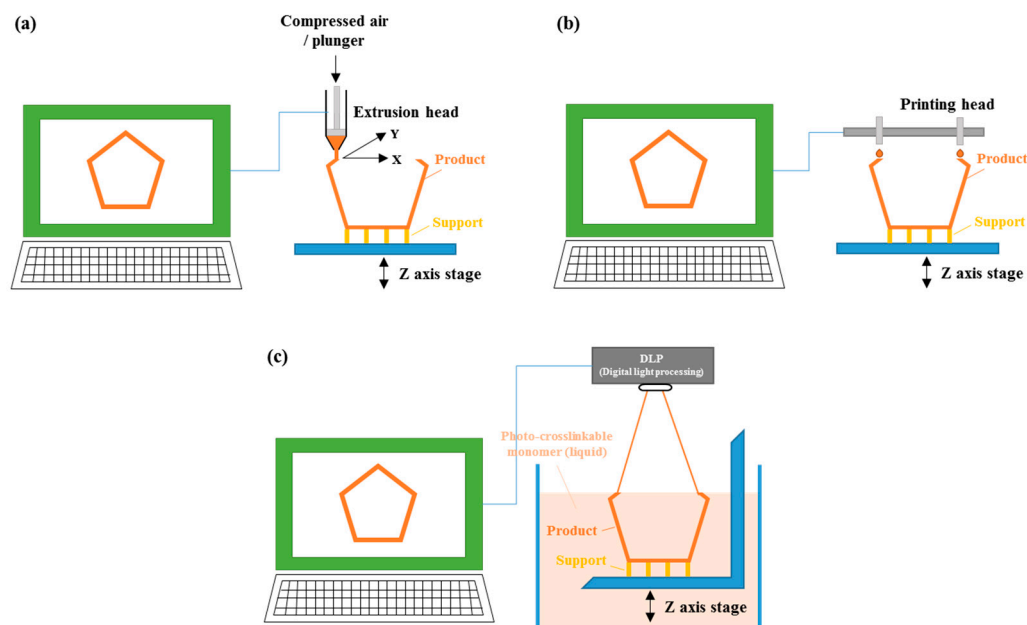 (a)
Compressed air
/ plunger
Extrusion head
Y
X
Product
Support
Z axis stage
(b)
Printing head
Product
Support
Z axis stage
(c)
DLP
(Digital light processing)
Photo-crosslinkable
monomer (liquid)
Product
Support
Z axis stage